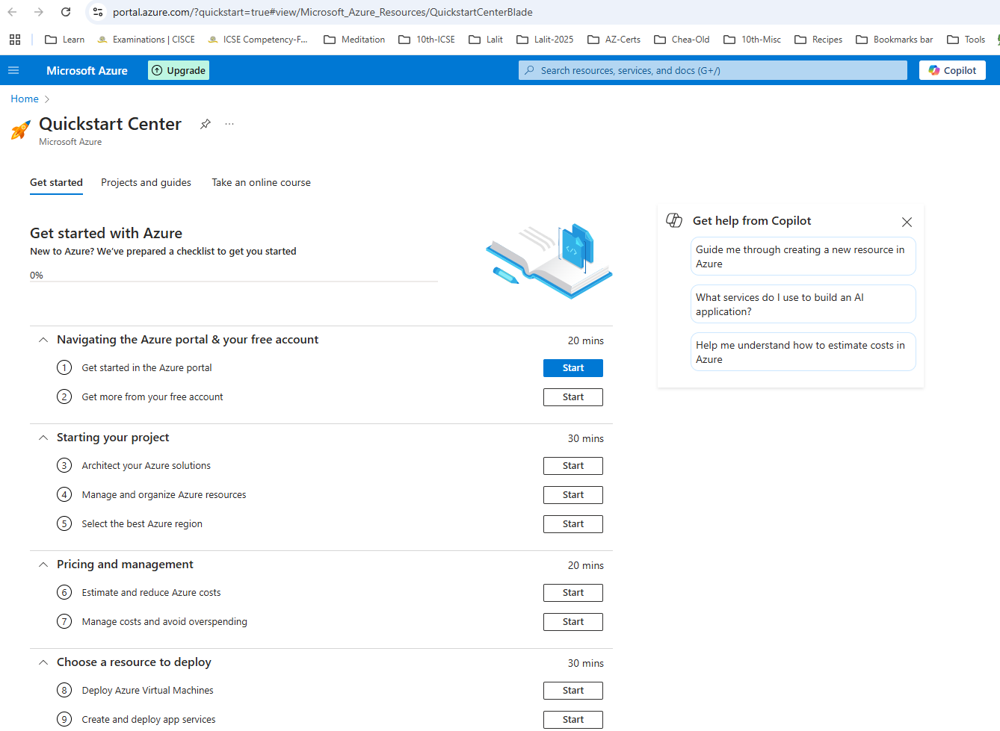 portal.azure.com/?quickstart=true#view/Microsoft_Azure_Resources/QuickstartCenterBlade
Learn Examinations | CISCE ICSE Competency-F... Meditation 10th-ICSE Lalit Lalit-2025 AZ-Certs Chea-Old 10th-Misc Recipes Bookmarks bar Tools
Microsoft Azure Upgrade Search resources, services, and docs (G+/) Copilot
Home >
Quickstart Center ...
Microsoft Azure
Get started Projects and guides Take an online course
Get started with Azure
New to Azure? We've prepared a checklist to get you started
0%
Navigating the Azure portal & your free account 20 mins
1 Get started in the Azure portal Start
2 Get more from your free account Start
Starting your project 30 mins
3 Architect your Azure solutions Start
4 Manage and organize Azure resources Start
5 Select the best Azure region Start
Pricing and management 20 mins
6 Estimate and reduce Azure costs Start
7 Manage costs and avoid overspending Start
Choose a resource to deploy 30 mins
8 Deploy Azure Virtual Machines Start
9 Create and deploy app services Start
Get help from Copilot
Guide me through creating a new resource in
Azure
What services do I use to build an AI
application?
Help me understand how to estimate costs in
Azure